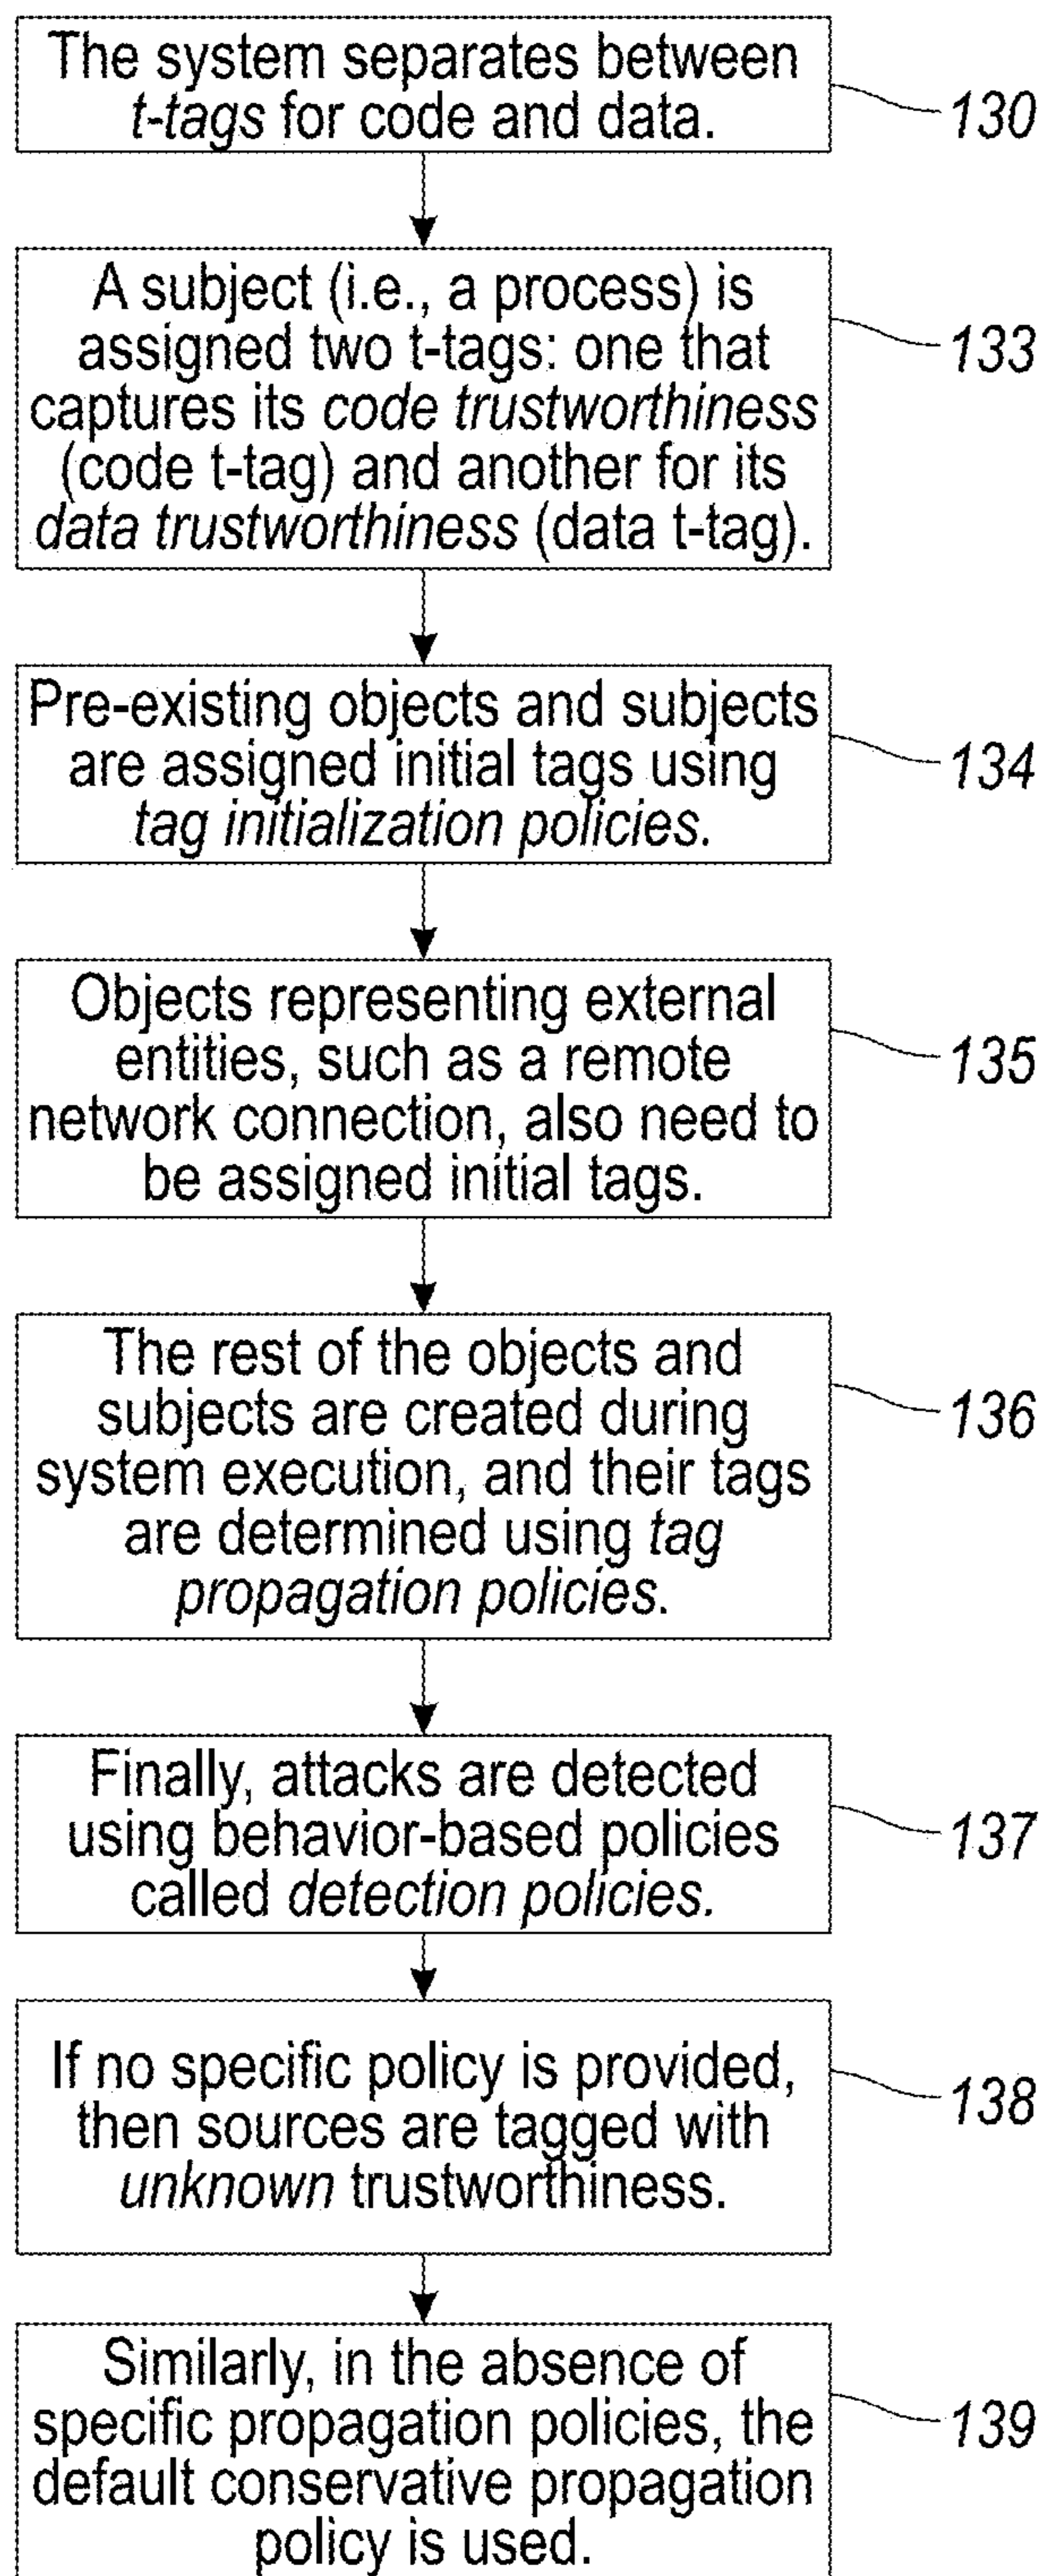 The system separates between
t-tags for code and data.
130
A subject (i.e., a process) is
assigned two t-tags: one that
captures its code trustworthiness
(code t-tag) and another for its
data trustworthiness (data t-tag).
133
Pre-existing objects and subjects
are assigned initial tags using
tag initialization policies.
134
Objects representing external
entities, such as a remote
network connection, also need to
be assigned initial tags.
135
The rest of the objects and
subjects are created during
system execution, and their tags
are determined using tag
propagation policies.
136
Finally, attacks are detected
using behavior-based policies
called detection policies.
137
If no specific policy is provided,
then sources are tagged with
unknown trustworthiness.
138
Similarly, in the absence of
specific propagation policies, the
default conservative propagation
policy is used.
139